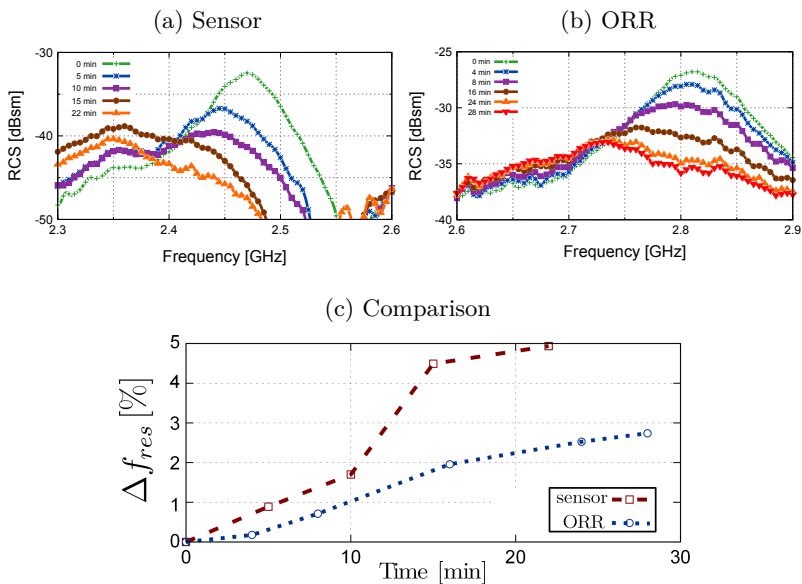 (a) Sensor
(b) ORR
-30
-40
-50
RCS [dBsm]
0 min
5 min
10 min
15 min
22 min
2.3
2.4
2.5
2.6
Frequency [GHz]
-25
-30
-35
-40
RCS [dBsm]
0 min
4 min
8 min
16 min
24 min
28 min
2.6
2.7
2.8
2.9
Frequency [GHz]
(c) Comparison
5
4
3
2
1
0
Δf_res [%]
sensor
ORR
0
10
20
30
Time [min]